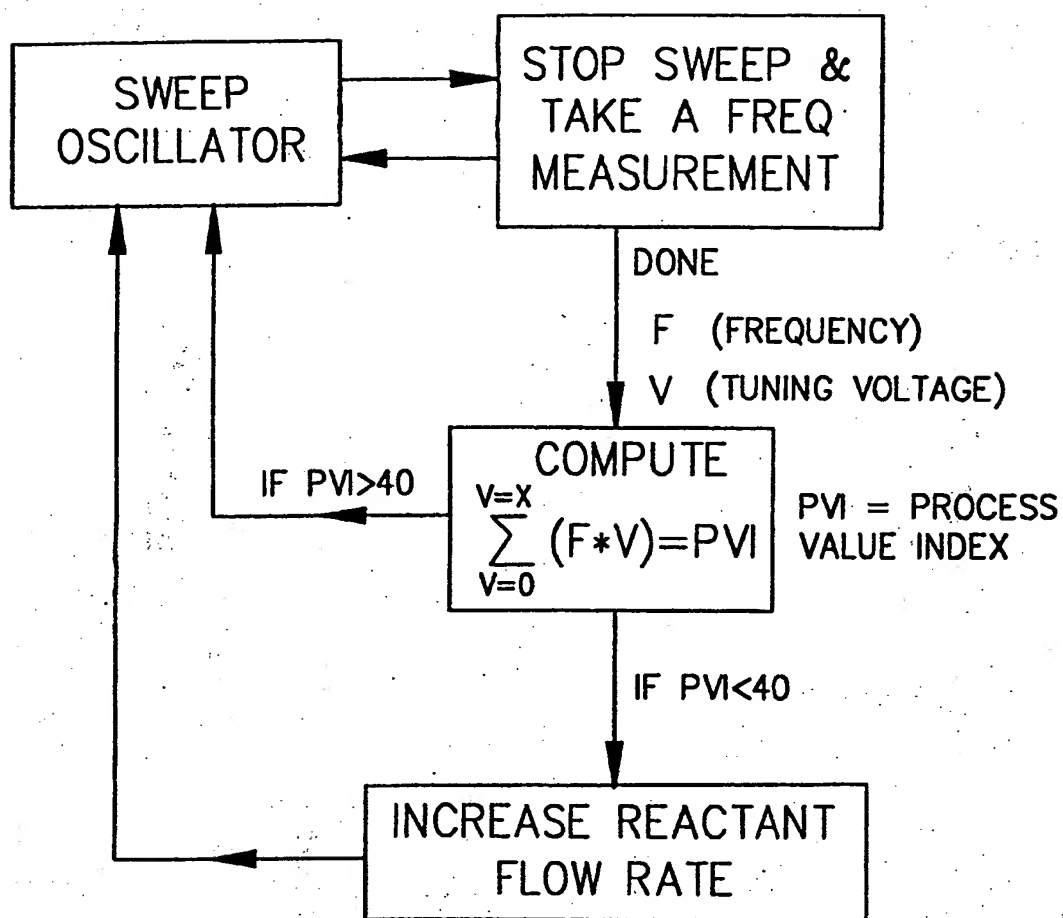 SWEEP
OSCILLATOR
STOP SWEEP &
TAKE A FREQ
MEASUREMENT
DONE
F (FREQUENCY)
V (TUNING VOLTAGE)
IF PVI>40
COMPUTE
V=X
∑ (F*V)=PVI
V=0
PVI = PROCESS
VALUE INDEX
IF PVI<40
INCREASE REACTANT
FLOW RATE